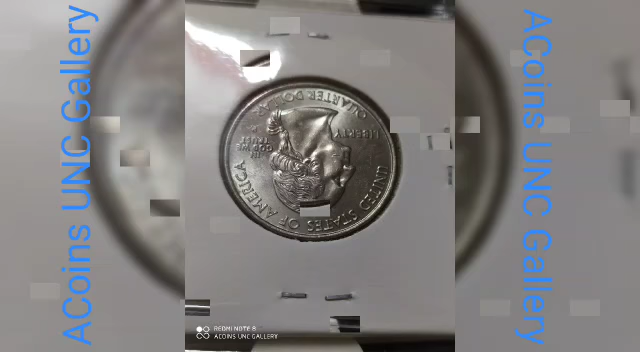 ACoins UNC Gallery
UNITED STATES OF AMERICA
LIBERTY
IN
GOD WE
TRUST
QUARTER DOLLAR
REDMI NOTE 8
ACOINS UNC GALLERY
ACoins UNC Gallery